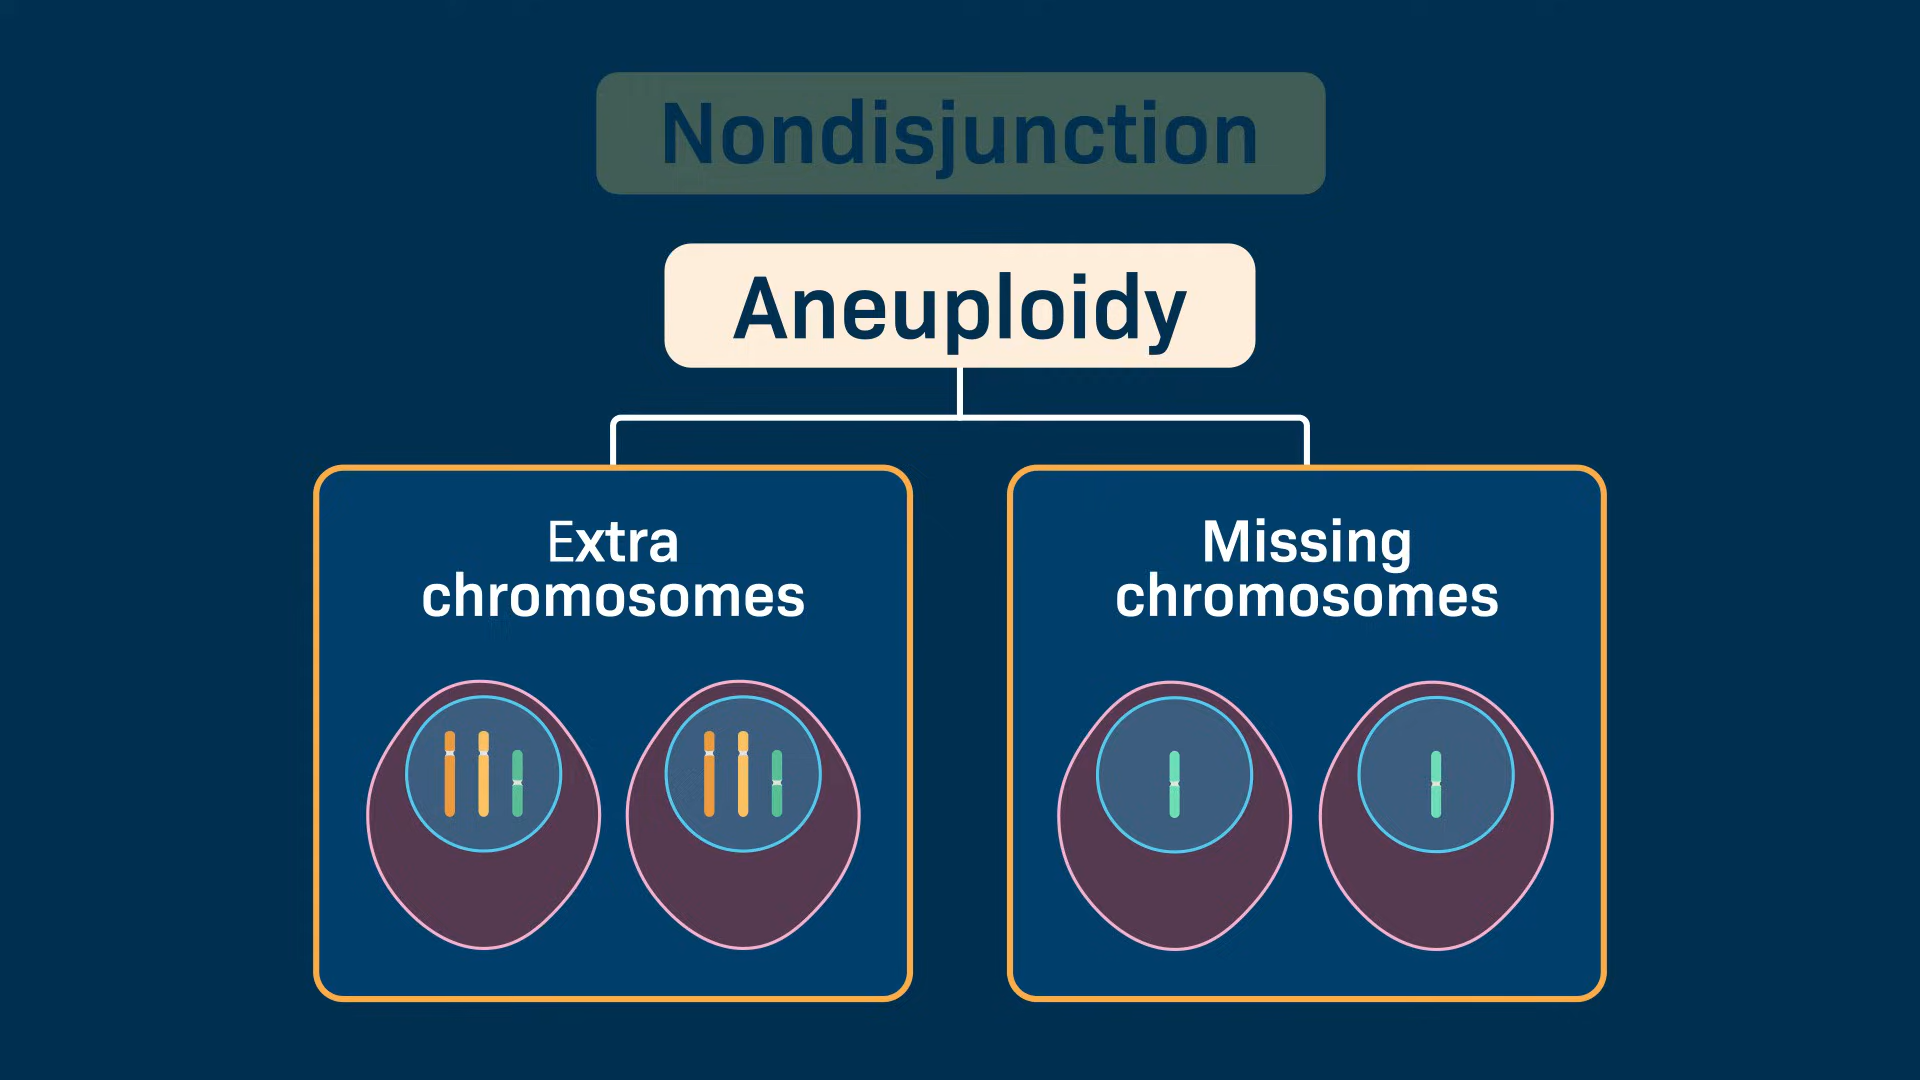 Nondisjunction
Aneuploidy
Extra
chromosomes
Missing
chromosomes